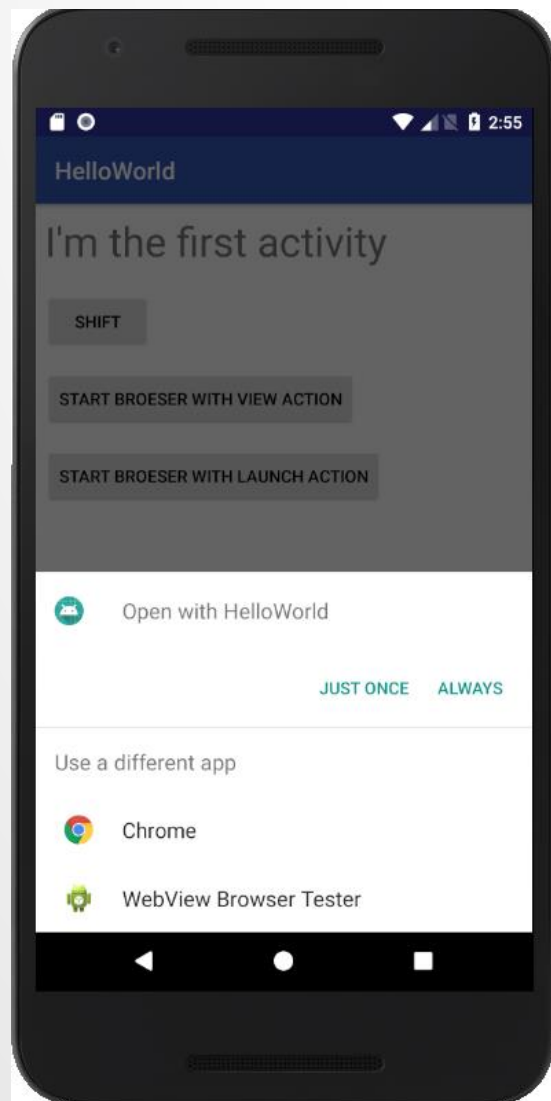 2:55
HelloWorld
I'm the first activity
SHIFT
START BROESER WITH VIEW ACTION
START BROESER WITH LAUNCH ACTION
Open with HelloWorld
JUST ONCE ALWAYS
Use a different app
Chrome
WebView Browser Tester